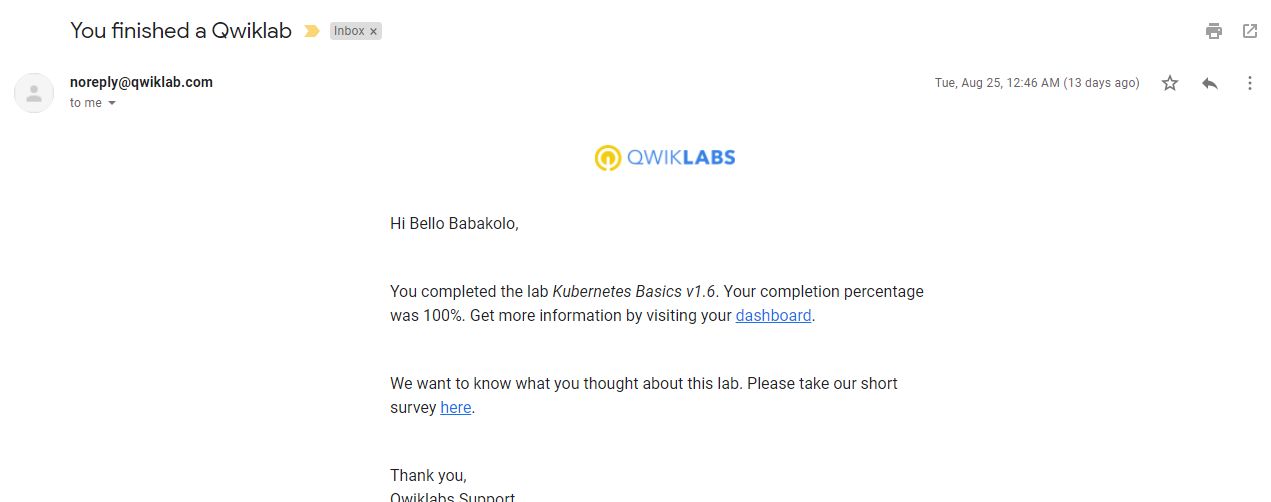 You finished a Qwiklab
Inbox ×
noreply@qwiklab.com
Tue, Aug 25, 12:46 AM (13 days ago)
to me
QWIKLABS
Hi Bello Babakolo,
You completed the lab Kubernetes Basics v1.6. Your completion percentage
was 100%. Get more information by visiting your dashboard.
We want to know what you thought about this lab. Please take our short
survey here.
Thank you,
Qwiklabs Support